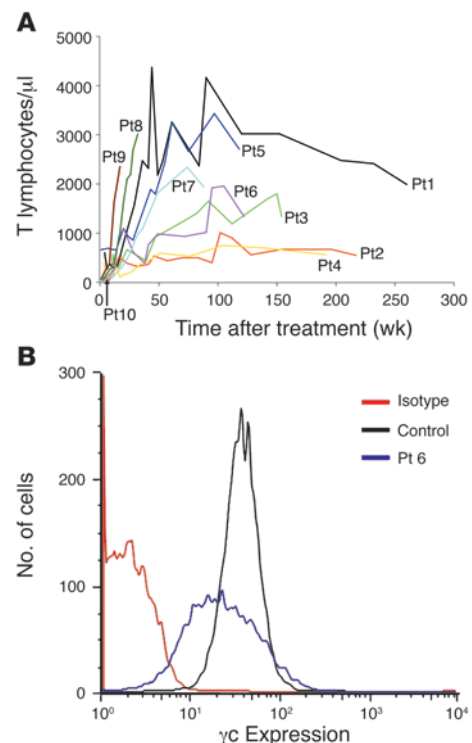 A
T lymphocytes/µl
5000
4000
3000
2000
1000
0
Pt8
Pt9
Pt5
Pt7
Pt1
Pt6
Pt3
Pt2
Pt4
0 50 100 150 200 250 300
Pt10
Time after treatment (wk)
B
No. of cells
300
200
100
0
Isotype
Control
Pt 6
10⁰ 10¹ 10² 10³ 10⁴
γc Expression